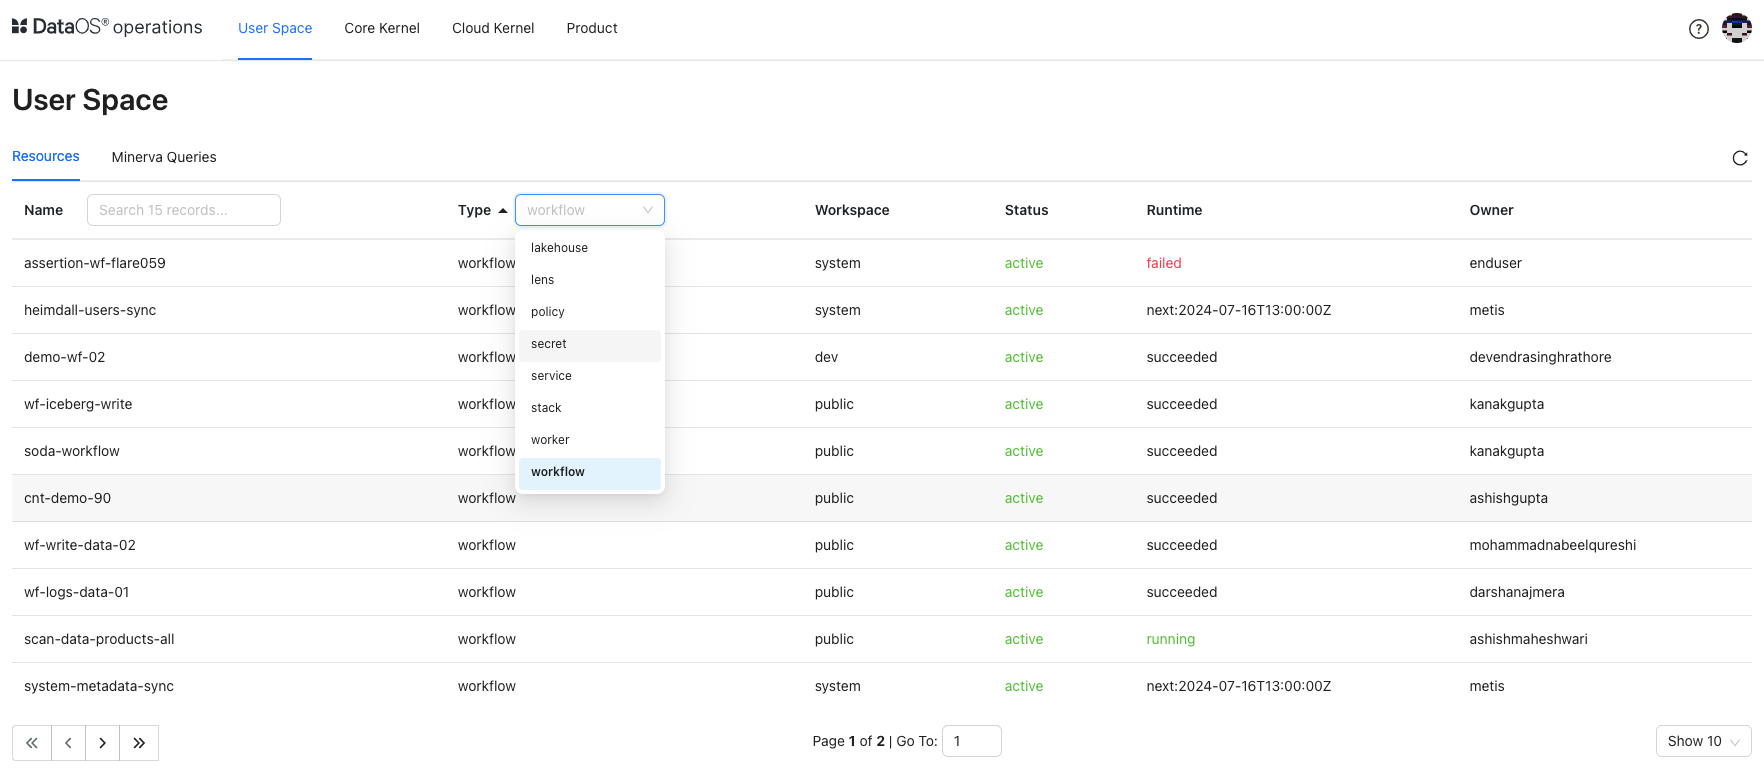 DataOS® operations User Space Core Kernel Cloud Kernel Product ?
User Space
Resources Minerva Queries
Name Search 15 records... Type workflow Workspace Status Runtime Owner
lakehouse
assertion-wf-flare059 workflow system active failed enduser
lens
heimdall-users-sync workflow policy system active next:2024-07-16T13:00:00Z metis
secret
demo-wf-02 workflow dev active succeeded devendrasinghrathore
service
wf-iceberg-write workflow stack public active succeeded kanakgupta
worker
soda-workflow workflow public active succeeded kanakgupta
workflow
cnt-demo-90 workflow public active succeeded ashishgupta
wf-write-data-02 workflow public active succeeded mohammadnabeelqureshi
wf-logs-data-01 workflow public active succeeded darshanajmera
scan-data-products-all workflow public active running ashishmaheshwari
system-metadata-sync workflow system active next:2024-07-16T13:00:00Z metis
« ‹ › » Page 1 of 2 | Go To: 1 Show 10